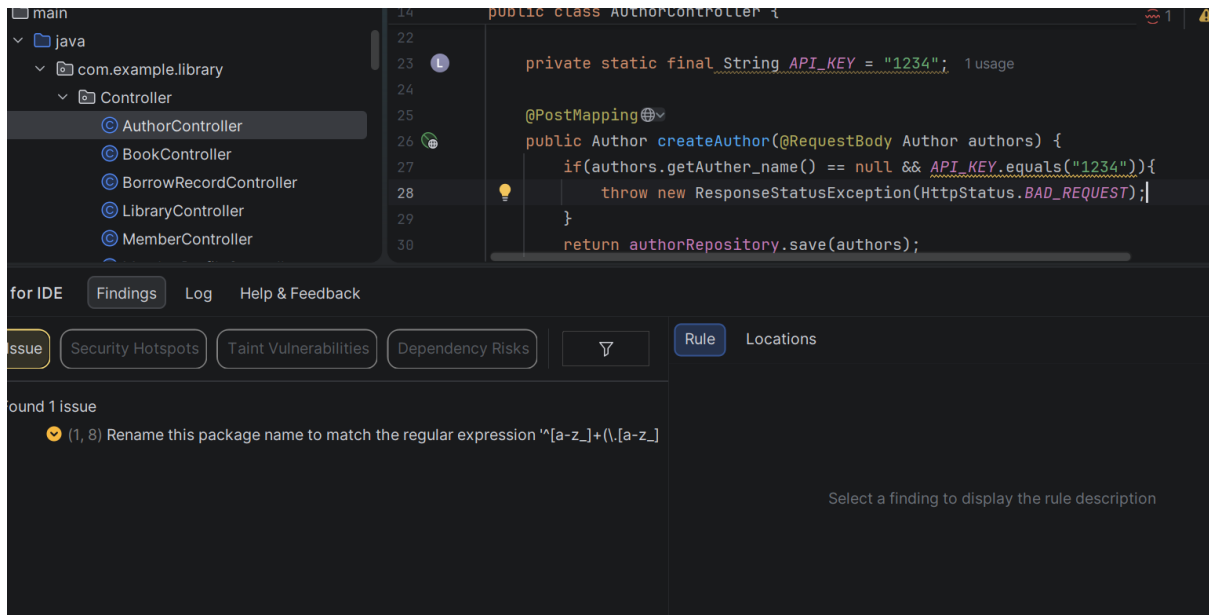 main
java
com.example.library
Controller
AuthorController
BookController
BorrowRecordController
LibraryController
MemberController
14 public class AuthorController {
1
22
23 L private static final String API_KEY = "1234"; 1 usage
24
25 @PostMapping
26 public Author createAuthor(@RequestBody Author authors) {
27 if(authors.getAuther_name() == null && API_KEY.equals("1234")){
28 throw new ResponseStatusException(HttpStatus.BAD_REQUEST);
29 }
30 return authorRepository.save(authors);
for IDE Findings Log Help & Feedback
Issue Security Hotspots Taint Vulnerabilities Dependency Risks
Rule Locations
ound 1 issue
(1, 8) Rename this package name to match the regular expression '^[a-z_]+(\.[a-z_]
Select a finding to display the rule description